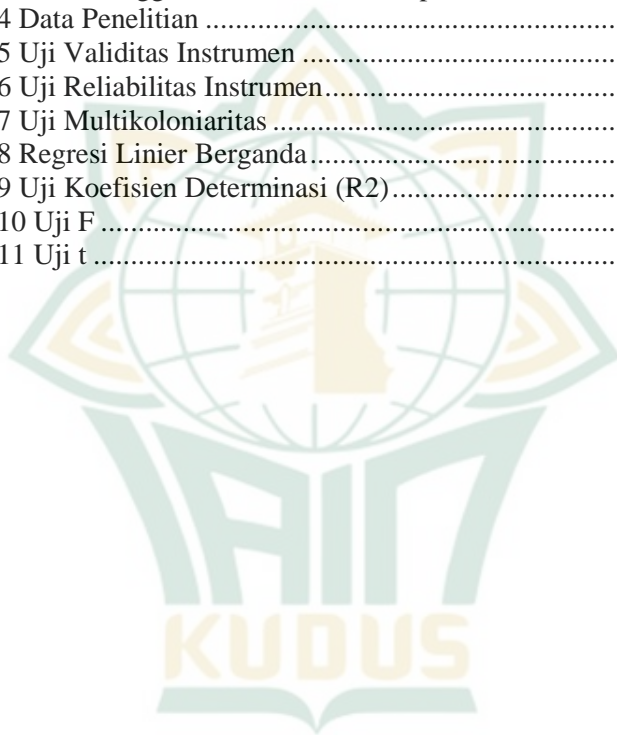 4 Data Penelitian ........................................................
5 Uji Validitas Instrumen ..........................................
6 Uji Reliabilitas Instrumen.......................................
7 Uji Multikoloniaritas ..............................................
8 Regresi Linier Berganda.........................................
9 Uji Koefisien Determinasi (R2)..............................
10 Uji F .....................................................................
11 Uji t ......................................................................
IAIN
KUDUS